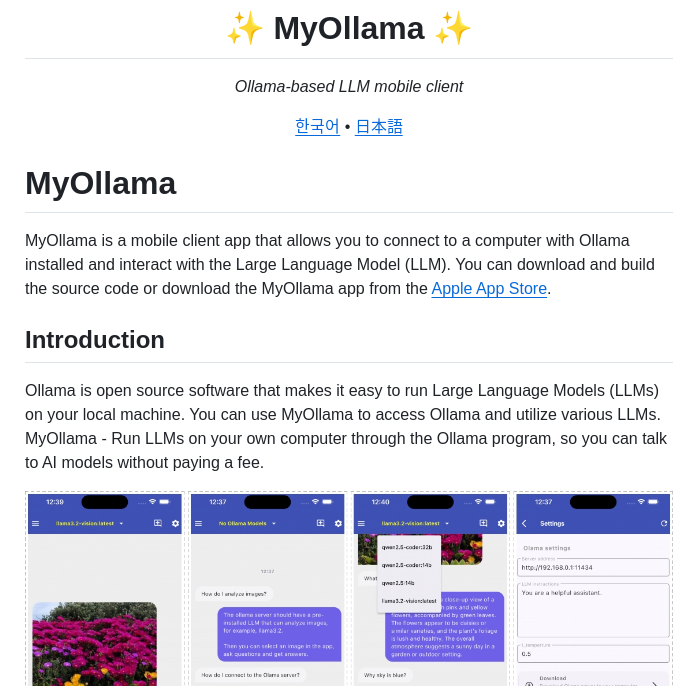 ✨ MyOllama ✨
Ollama-based LLM mobile client
한국어 • 日本語
MyOllama
MyOllama is a mobile client app that allows you to connect to a computer with Ollama
installed and interact with the Large Language Model (LLM). You can download and build
the source code or download the MyOllama app from the Apple App Store.
Introduction
Ollama is open source software that makes it easy to run Large Language Models (LLMs)
on your local machine. You can use MyOllama to access Ollama and utilize various LLMs.
MyOllama - Run LLMs on your own computer through the Ollama program, so you can talk
to AI models without paying a fee.
12:39
llama3.2-vision:latest
12:37
No Ollama Models
12:37
How do I analyze images?
The ollama server should have a pre-
installed LLM that can analyze images,
for example, llama3.2.
Then you can select an image in the app,
ask questions and get answers.
How do I connect to the Ollama server?
12:40
llama3.2-vision:latest
qwen2.5-coder:32b
qwen2.5-coder:14b
qwen2.5:14b
llama3.2-vision:latest
What
close-up view of a
pink and yellow
flowers, accompanied by green leaves.
The flowers appear to be daisies or
a similar varieties, and the plant's foliage
is lush and healthy. The overall
atmosphere suggests a sunny day in a
garden or outdoor setting.
Why sky is blue?
12:37
Settings
Olama settings
Server address
http://192.168.0.1:11434
LLM instructions
You are a helpful assistant.
Temperature
0.5
Download